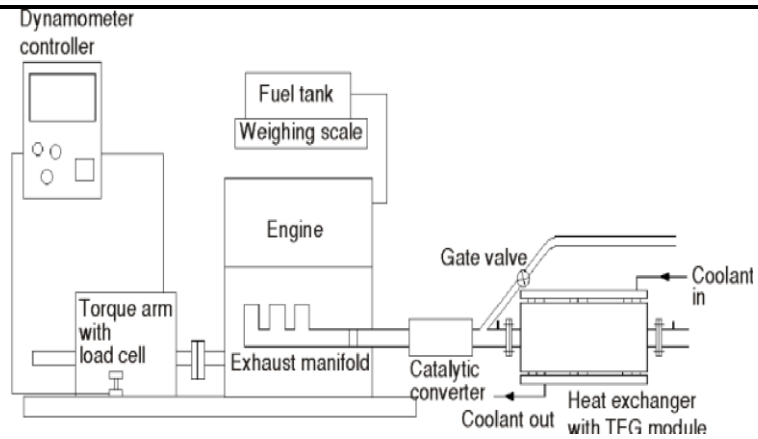 Dynamometer
controller
Fuel tank
Weighing scale
Engine
Gate valve
Coolant
in
Torque arm
with
load cell
Exhaust manifold
Catalytic
converter
Coolant out
Heat exchanger
with TEG module